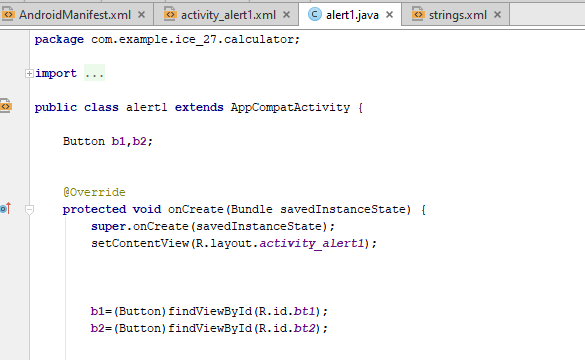 AndroidManifest.xml × activity_alert1.xml × alert1.java × strings.xml ×
package com.example.ice_27.calculator;
import ...
public class alert1 extends AppCompatActivity {
Button b1,b2;
@Override
protected void onCreate(Bundle savedInstanceState) {
super.onCreate(savedInstanceState);
setContentView(R.layout.activity_alert1);
b1=(Button)findViewById(R.id.bt1);
b2=(Button)findViewById(R.id.bt2);